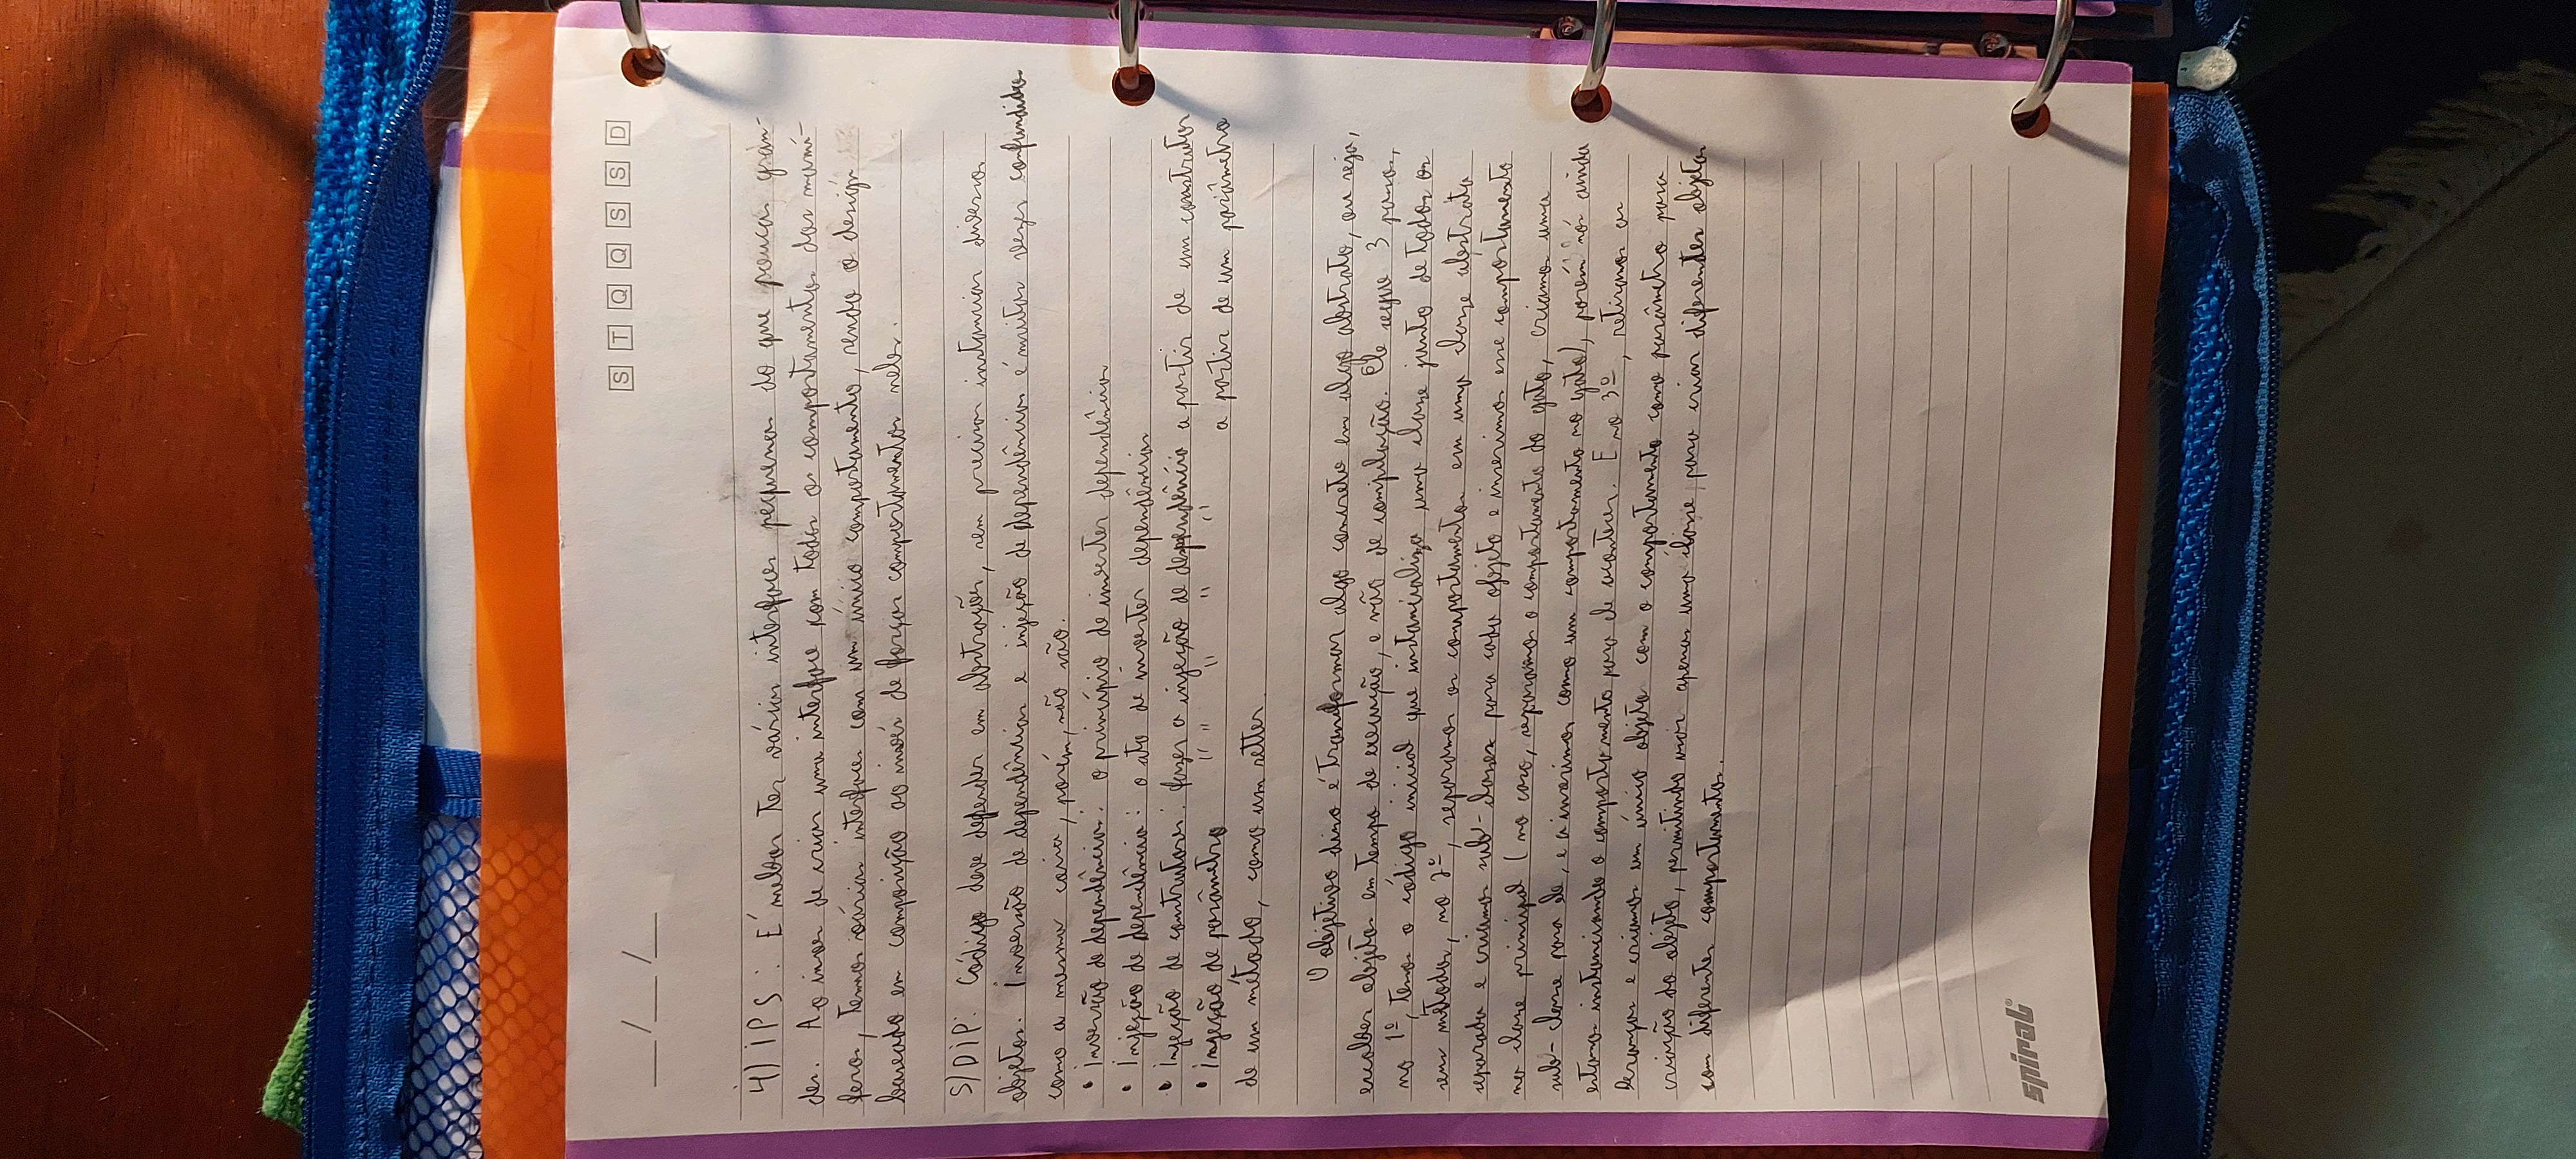 __/__/__
S T Q Q S S D
4) IPS: É melhor ter várias interfaces pequenas do que poucas gran-
des. Ao invés de criar uma interface com todos os comportamentos dos mamí-
feros, temos várias interfaces com um único comportamento, sendo o design
baseado em composição ao invés de forçar comportamentos neles.
5) DIP: Código deve depender em abstrações, sem precisar instanciar diversos
objetos. Inversão de dependências e injeção de dependências é muitas vezes confundidos
como a mesma coisa, porém, não são.
• Inversão de dependências: o princípio de inverter dependências
• Injeção de dependência: o ato de inverter dependências
• Injeção de construtores: fazer a injeção de dependência a partir de um construtor
• Injeção de parâmetro " " " " a partir de um parâmetro
de um método, como um setter.
O objetivo disso é transformar algo concreto em algo abstrato, ou seja,
escolher objetos em tempo de execução, e não de compilação. Ele segue 3 passos,
no 1º, temos o código inicial que instancializa uma classe junto de todos os
seus métodos, no 2º, separamos os comportamentos em uma classe abstrata
separada e criamos sub-classes para cada objeto e inserimos esse comportamento
na classe principal (no caso, separamos o comportamento do gato, criamos uma
sub-classe para ele, e a inserimos como um comportamento no gato), porém nós ainda
estamos instanciando o comportamento para ele acontecer. E no 3º, retiramos as
heranças e criamos um único objeto com o comportamento como parâmetro para
criação do objeto, permitindo usar apenas uma classe para criar diferentes objetos
com diferentes comportamentos.
spiral®